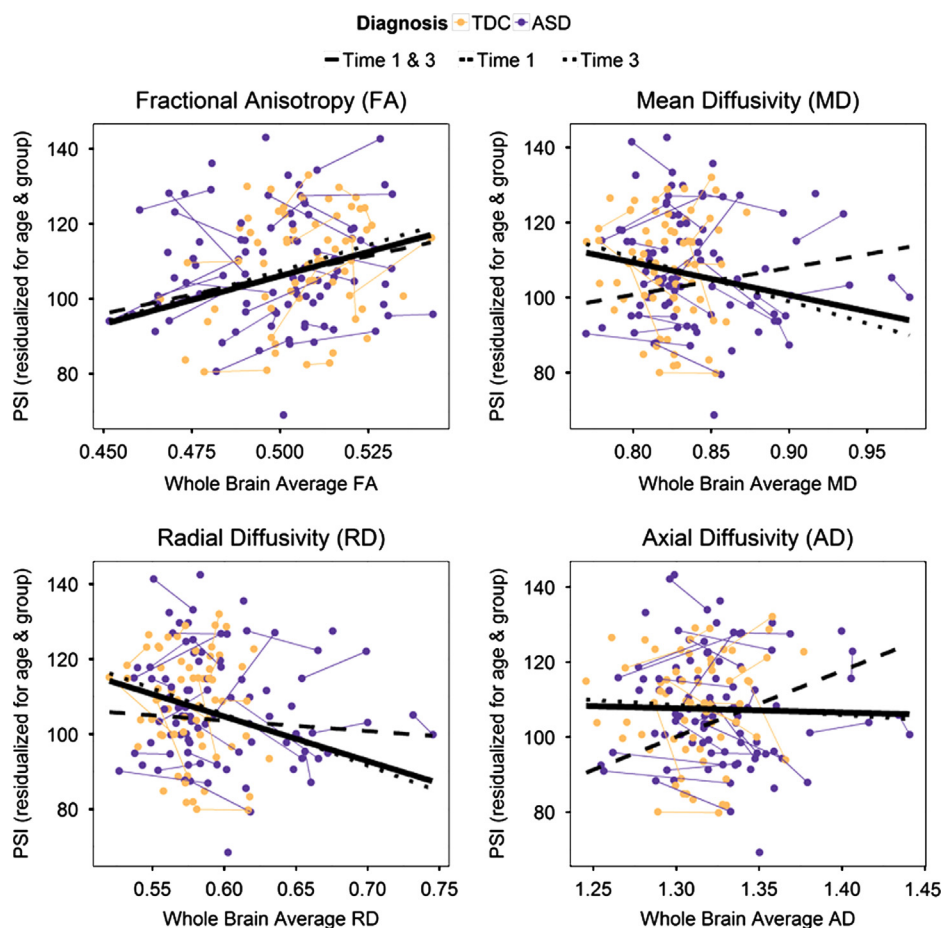 Diagnosis TDC ASD
Time 1 & 3 Time 1 Time 3
Fractional Anisotropy (FA)
PSI (residualized for age & group)
140
120
100
80
0.450 0.475 0.500 0.525
Whole Brain Average FA
Mean Diffusivity (MD)
PSI (residualized for age & group)
140
120
100
80
0.80 0.85 0.90 0.95
Whole Brain Average MD
Radial Diffusivity (RD)
PSI (residualized for age & group)
140
120
100
80
0.55 0.60 0.65 0.70 0.75
Whole Brain Average RD
Axial Diffusivity (AD)
PSI (residualized for age & group)
140
120
100
80
1.25 1.30 1.35 1.40 1.45
Whole Brain Average AD